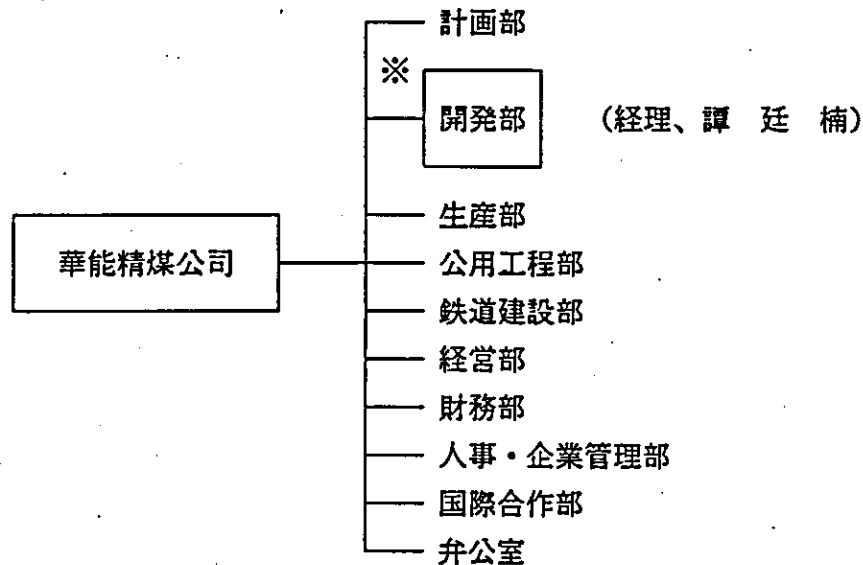 計画部
※
開発部 (経理、譚 廷 楠)
生産部
華能精煤公司
公用工程部
鉄道建設部
経営部
財務部
人事・企業管理部
国際合作部
弁公室